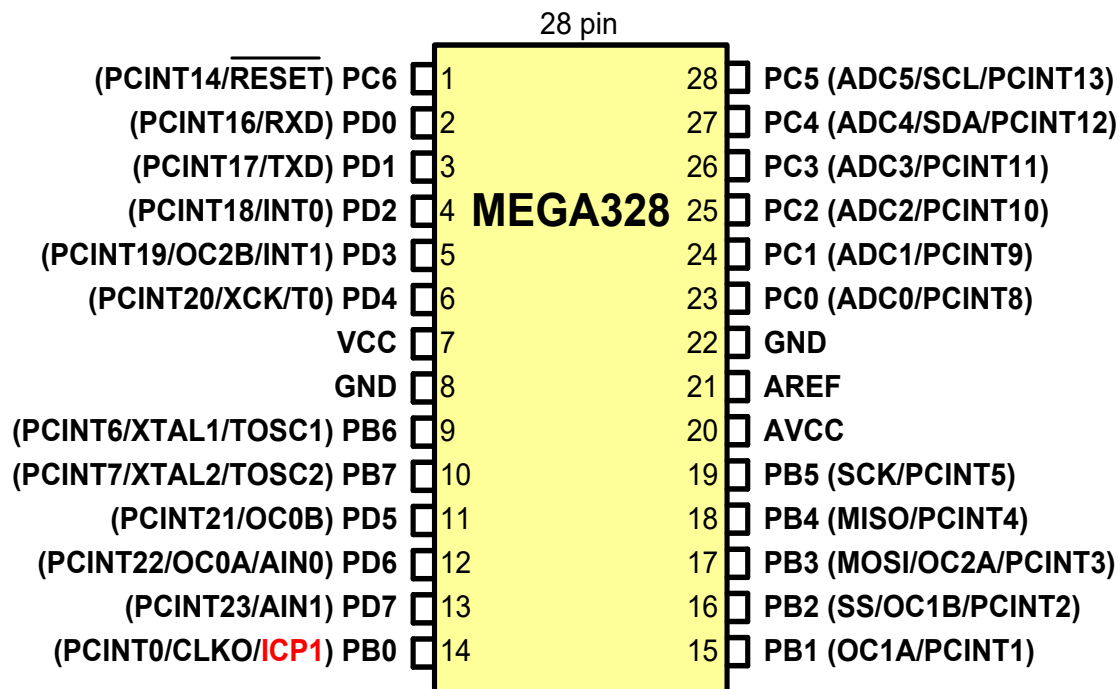 28 pin
(PCINT14/RESET) PC6 1 28 PC5 (ADC5/SCL/PCINT13)
(PCINT16/RXD) PD0 2 27 PC4 (ADC4/SDA/PCINT12)
(PCINT17/TXD) PD1 3 26 PC3 (ADC3/PCINT11)
(PCINT18/INT0) PD2 4 MEGA328 25 PC2 (ADC2/PCINT10)
(PCINT19/OC2B/INT1) PD3 5 24 PC1 (ADC1/PCINT9)
(PCINT20/XCK/T0) PD4 6 23 PC0 (ADC0/PCINT8)
VCC 7 22 GND
GND 8 21 AREF
(PCINT6/XTAL1/TOSC1) PB6 9 20 AVCC
(PCINT7/XTAL2/TOSC2) PB7 10 19 PB5 (SCK/PCINT5)
(PCINT21/OC0B) PD5 11 18 PB4 (MISO/PCINT4)
(PCINT22/OC0A/AIN0) PD6 12 17 PB3 (MOSI/OC2A/PCINT3)
(PCINT23/AIN1) PD7 13 16 PB2 (SS/OC1B/PCINT2)
(PCINT0/CLKO/ICP1) PB0 14 15 PB1 (OC1A/PCINT1)